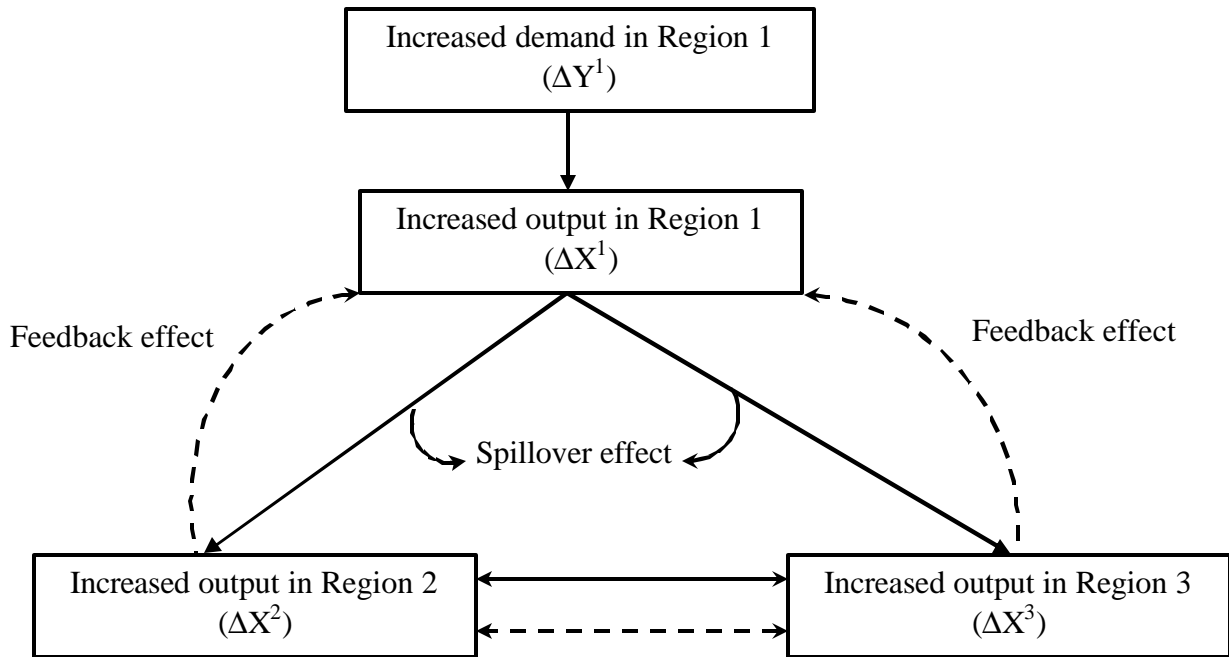 Increased demand in Region 1
(ΔY¹)
Increased output in Region 1
(ΔX¹)
Feedback effect
Feedback effect
Spillover effect
Increased output in Region 2
(ΔX²)
Increased output in Region 3
(ΔX³)